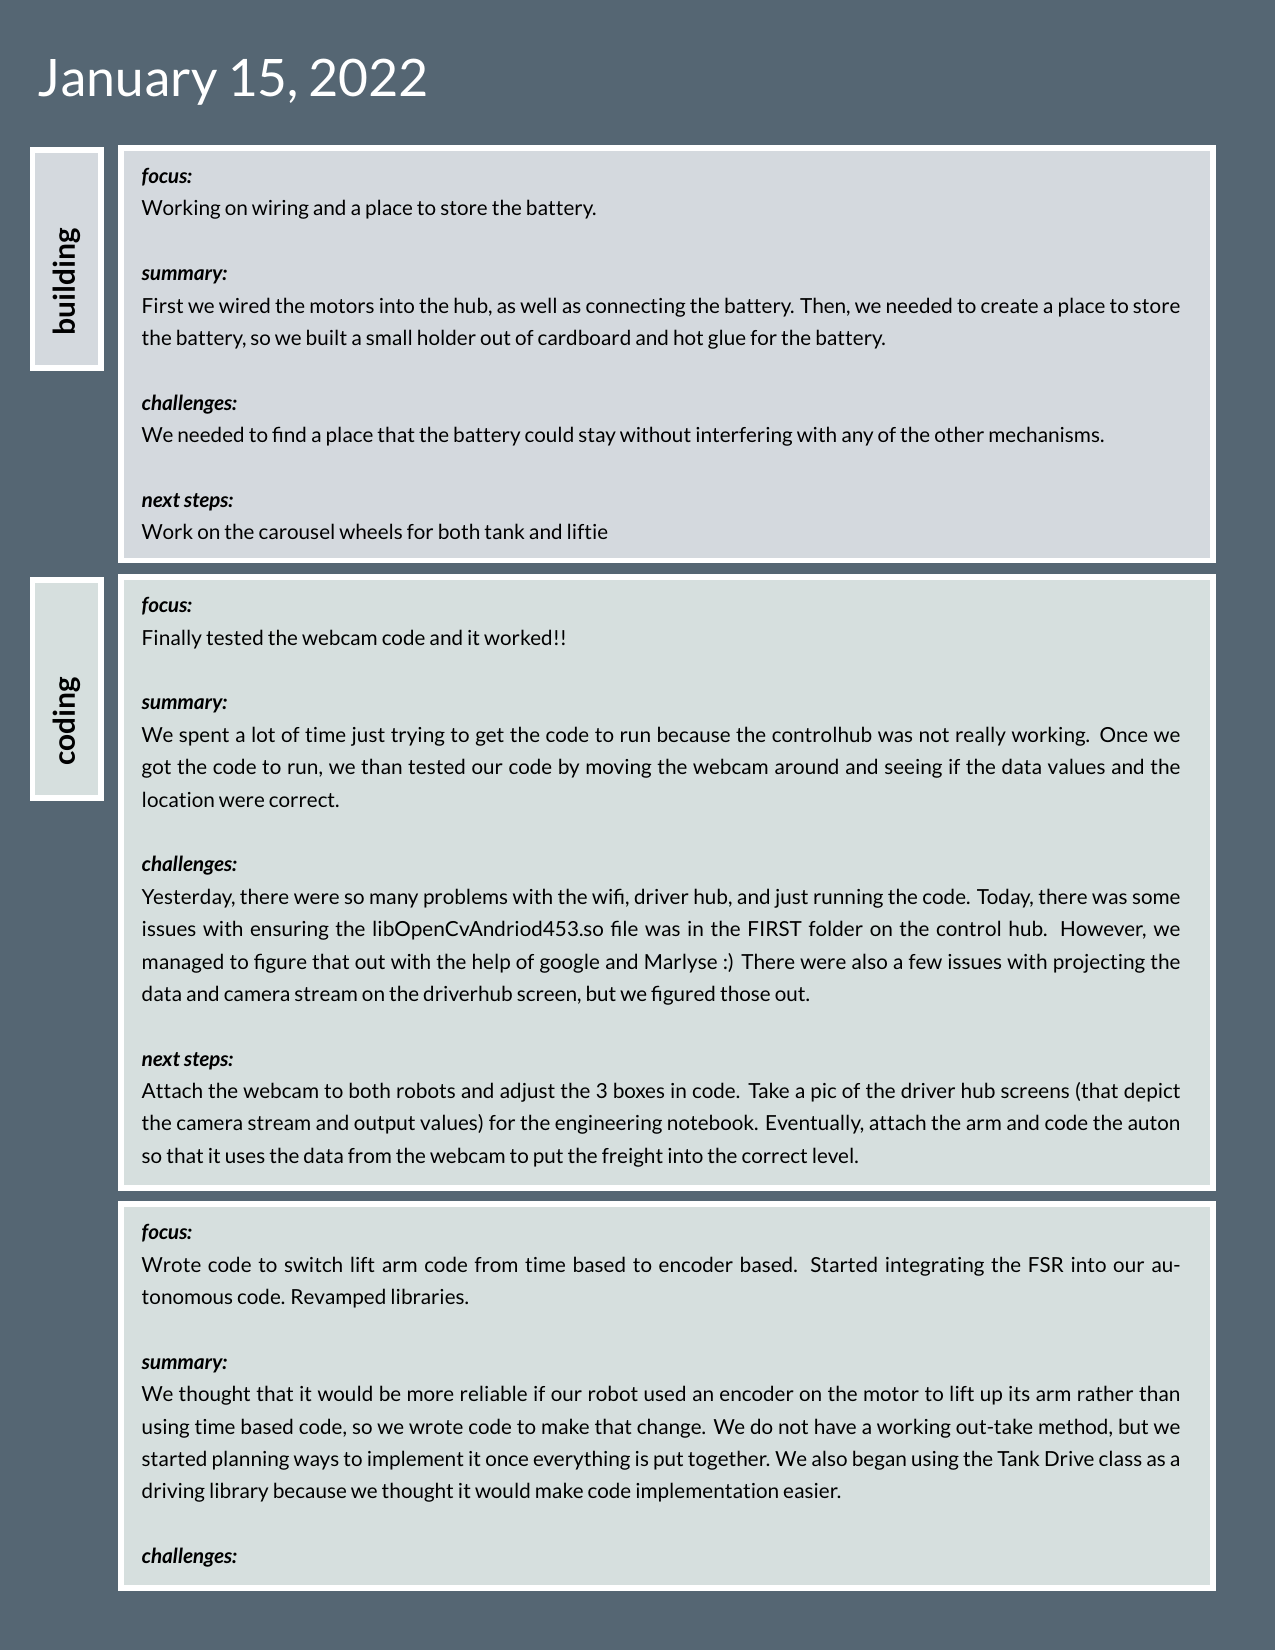 January 15, 2022
building
focus:
Working on wiring and a place to store the battery.
summary:
First we wired the motors into the hub, as well as connecting the battery. Then, we needed to create a place to store
the battery, so we built a small holder out of cardboard and hot glue for the battery.
challenges:
We needed to find a place that the battery could stay without interfering with any of the other mechanisms.
next steps:
Work on the carousel wheels for both tank and liftie
coding
focus:
Finally tested the webcam code and it worked!!
summary:
We spent a lot of time just trying to get the code to run because the controlhub was not really working. Once we
got the code to run, we than tested our code by moving the webcam around and seeing if the data values and the
location were correct.
challenges:
Yesterday, there were so many problems with the wifi, driver hub, and just running the code. Today, there was some
issues with ensuring the libOpenCvAndriod453.so file was in the FIRST folder on the control hub. However, we
managed to figure that out with the help of google and Marlyse :) There were also a few issues with projecting the
data and camera stream on the driverhub screen, but we figured those out.
next steps:
Attach the webcam to both robots and adjust the 3 boxes in code. Take a pic of the driver hub screens (that depict
the camera stream and output values) for the engineering notebook. Eventually, attach the arm and code the auton
so that it uses the data from the webcam to put the freight into the correct level.
focus:
Wrote code to switch lift arm code from time based to encoder based. Started integrating the FSR into our au-
tonomous code. Revamped libraries.
summary:
We thought that it would be more reliable if our robot used an encoder on the motor to lift up its arm rather than
using time based code, so we wrote code to make that change. We do not have a working out-take method, but we
started planning ways to implement it once everything is put together. We also began using the Tank Drive class as a
driving library because we thought it would make code implementation easier.
challenges: